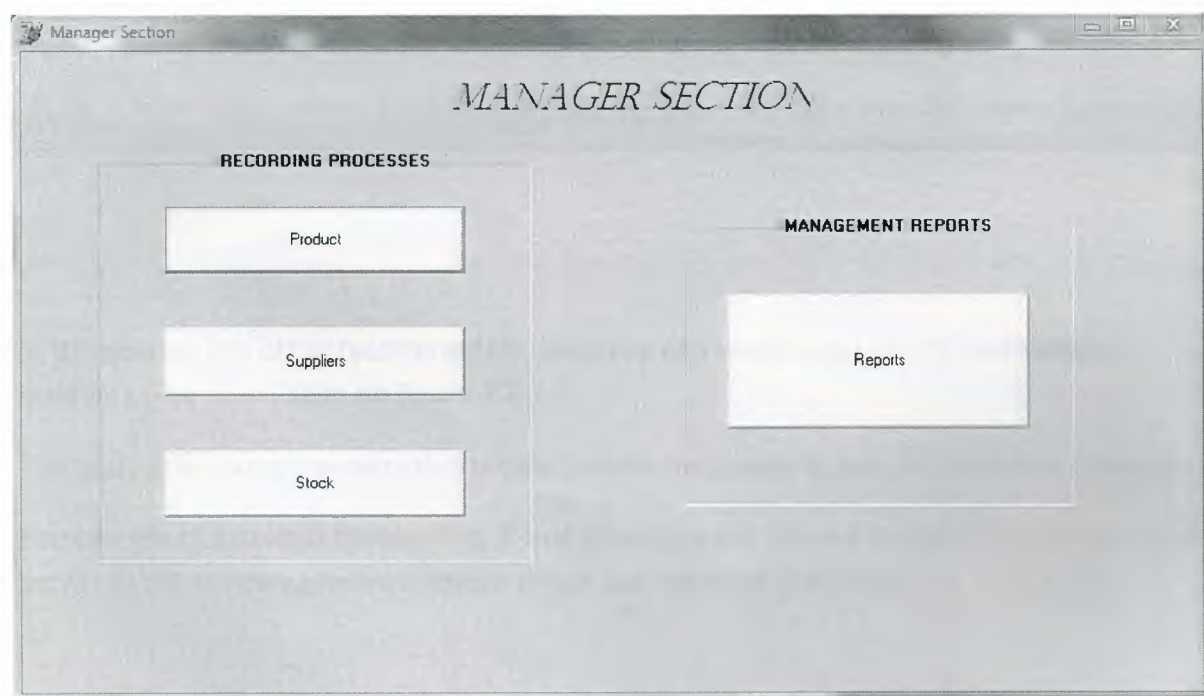 Manager Section
MANAGER SECTION
RECORDING PROCESSES
Product
Suppliers
Stock
MANAGEMENT REPORTS
Reports